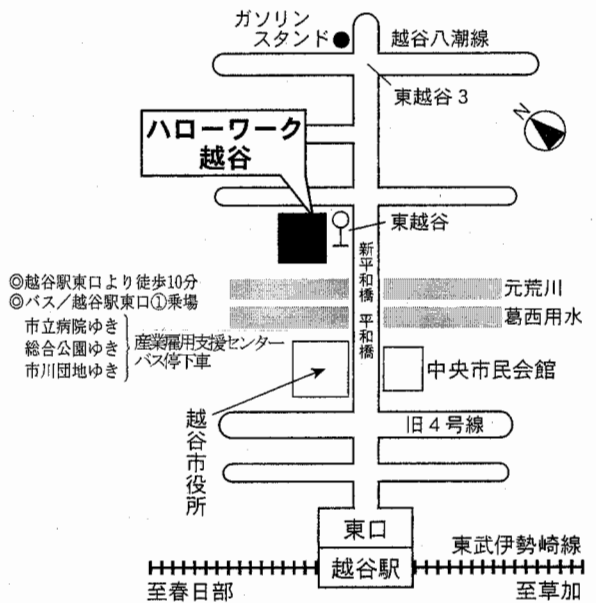 ガソリン
スタンド
越谷八潮線
東越谷3
N
ハローワーク
越谷
東越谷
新平和橋
平和橋
◎越谷駅東口より徒歩10分
◎バス／越谷駅東口①乗場
市立病院ゆき
総合公園ゆき
市川団地ゆき
産業雇用支援センター
バス停下車
元荒川
葛西用水
中央市民会館
越谷市役所
旧4号線
東口
越谷駅
東武伊勢崎線
至春日部
至草加